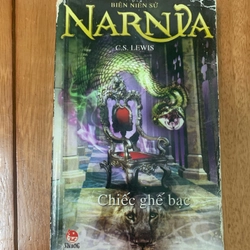 BIÊN NIÊN SỬ
NARNIA
C.S. LEWIS
Chiếc ghế bạc